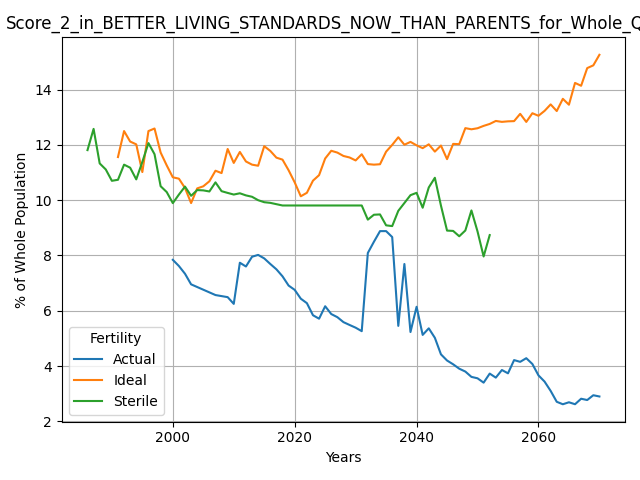 Score_2_in_BETTER_LIVING_STANDARDS_NOW_THAN_PARENTS_for_Whole_Q
14
12
10
8
6
4
2
% of Whole Population
Fertility
Actual
Ideal
Sterile
2000
2020
2040
2060
Years